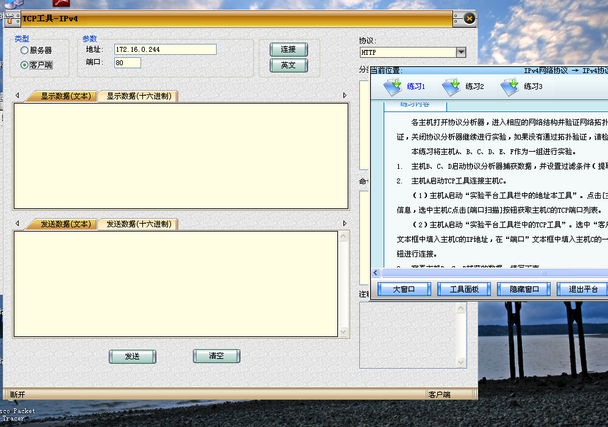 TCP工具-IPv4
类型
服务器
客户端
参数
地址: 172.16.0.244
端口: 80
连接
英文
协议:
HTTP
显示数据(文本) 显示数据(十六进制)
发送数据(文本) 发送数据(十六进制)
发送 清空
断开
客户端
当前位置:
IPv4网络协议 → IPv4协
练习1 练习2 练习3
练习内容
各主机打开协议分析器，进入相应的网络结构并验证网络拓扑
证，关闭协议分析器继续进行实验，如果没有通过拓扑验证，请检
本练习将主机A、B、C、D、E、F作为一组进行实验。
1. 主机B、C、D启动协议分析器捕获数据，并设置过滤条件（提
2. 主机A启动TCP工具连接主机C。
（1）主机A启动“实验平台工具栏中的地址本工具”。点击[主
信息，选中主机C点击[端口扫描]按钮获取主机C的TCP端口列表。
（2）主机A启动“实验平台工具栏中的TCP工具”。选中“客
文本框中填入主机C的IP地址，在“端口”文本框中填入主机C的一
钮进行连接。
大窗口 工具面板 隐藏窗口 退出平台
sco Packet
Tracer